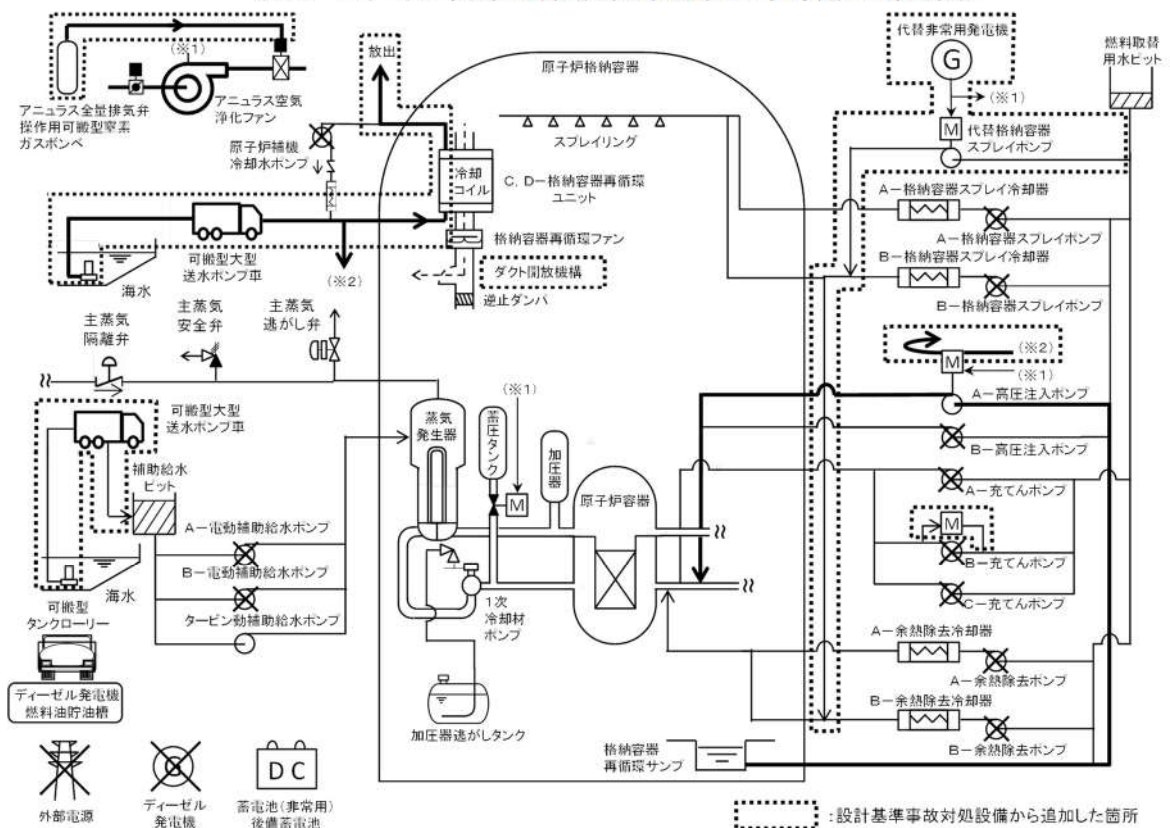 (※1)
アニュラス全量排気弁
操作用可搬型窒素
ガスボンベ
アニュラス空気
浄化ファン
放出
原子炉補機
冷却水ポンプ
可搬型大型
送水ポンプ車
海水
(※2)
冷却
コイル
C, D-格納容器再循環
ユニット
格納容器再循環ファン
ダクト開放機構
逆止ダンパ
原子炉格納容器
スプレイリング
代替非常用発電機
G
(※1)
M
代替格納容器
スプレイポンプ
燃料取替
用水ピット
A-格納容器スプレイ冷却器
A-格納容器スプレイポンプ
B-格納容器スプレイ冷却器
B-格納容器スプレイポンプ
(※2)
M
(※1)
A-高圧注入ポンプ
B-高圧注入ポンプ
A-充てんポンプ
M
B-充てんポンプ
C-充てんポンプ
A-余熱除去冷却器
A-余熱除去ポンプ
B-余熱除去冷却器
B-余熱除去ポンプ
主蒸気
隔離弁
主蒸気
安全弁
主蒸気
逃がし弁
可搬型大型
送水ポンプ車
補助給水
ピット
A-電動補助給水ポンプ
B-電動補助給水ポンプ
タービン動補助給水ポンプ
海水
可搬型
タンクローリー
ディーゼル発電機
燃料油貯油槽
蒸気
発生器
蓄圧タンク
(※1)
M
加圧器
原子炉容器
1次
冷却材
ポンプ
加圧器逃がしタンク
格納容器
再循環サンプ
外部電源
G
ディーゼル
発電機
DC
蓄電池(非常用)
後備蓄電池
:設計基準事故対処設備から追加した箇所